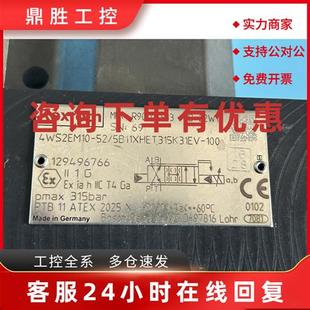 鼎胜工控
实力商家
支持公对公
免费开票
咨询下单有优惠
4WS2EM10-52/5B11XHET315K31EV-100
129496766
II 1 G
Ex ia h IIC T4 Ga
pmax 315bar
PTB 11 ATEX 2025 X
Made in Germany
97816 Lohr
0102
7081
A B
a,b
工控全系 多仓速发
客服24小时在线回复